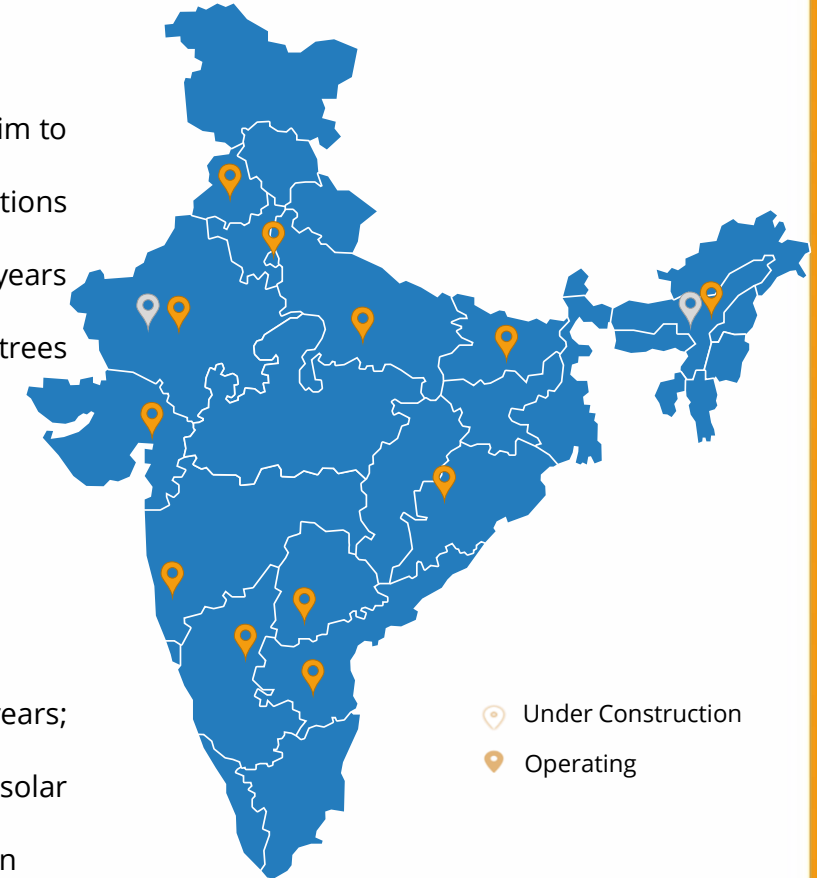 im to
tions
years
trees
ears;
solar
n
Under Construction
Operating